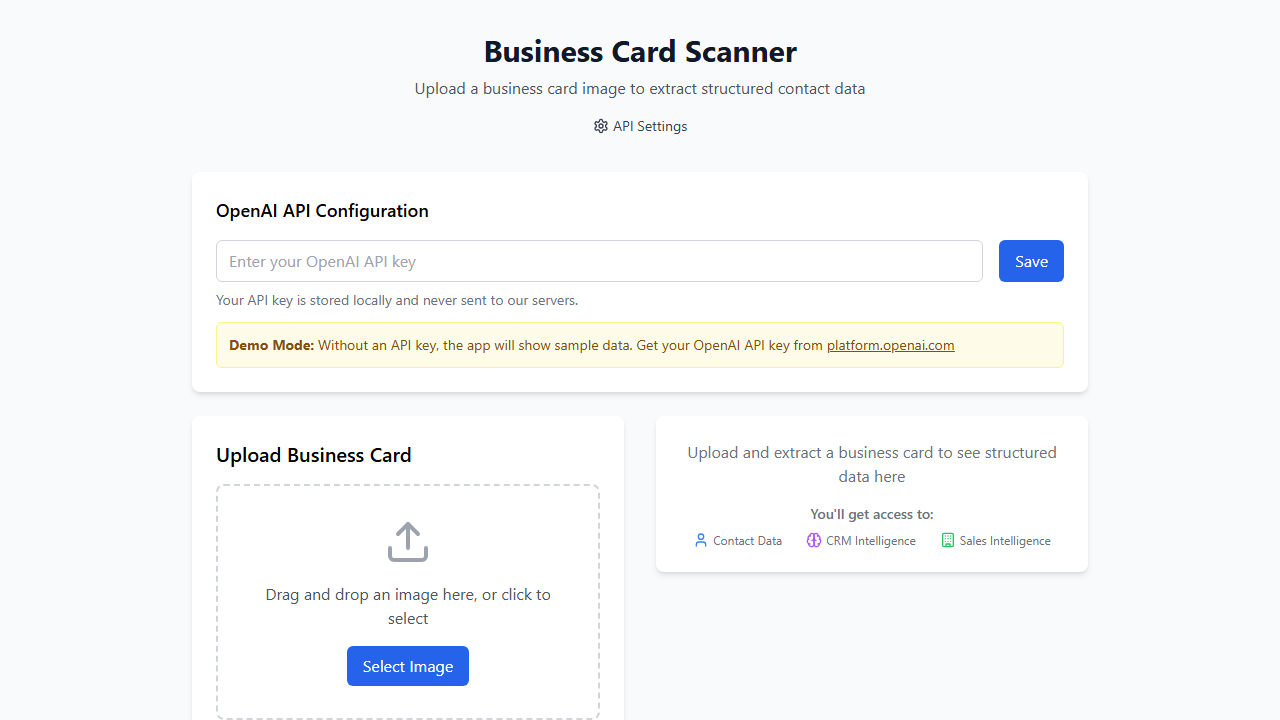 Business Card Scanner
Upload a business card image to extract structured contact data
API Settings
OpenAI API Configuration
Enter your OpenAI API key
Save
Your API key is stored locally and never sent to our servers.
Demo Mode: Without an API key, the app will show sample data. Get your OpenAI API key from platform.openai.com
Upload Business Card
Drag and drop an image here, or click to
select
Select Image
Upload and extract a business card to see structured
data here
You'll get access to:
Contact Data
CRM Intelligence
Sales Intelligence